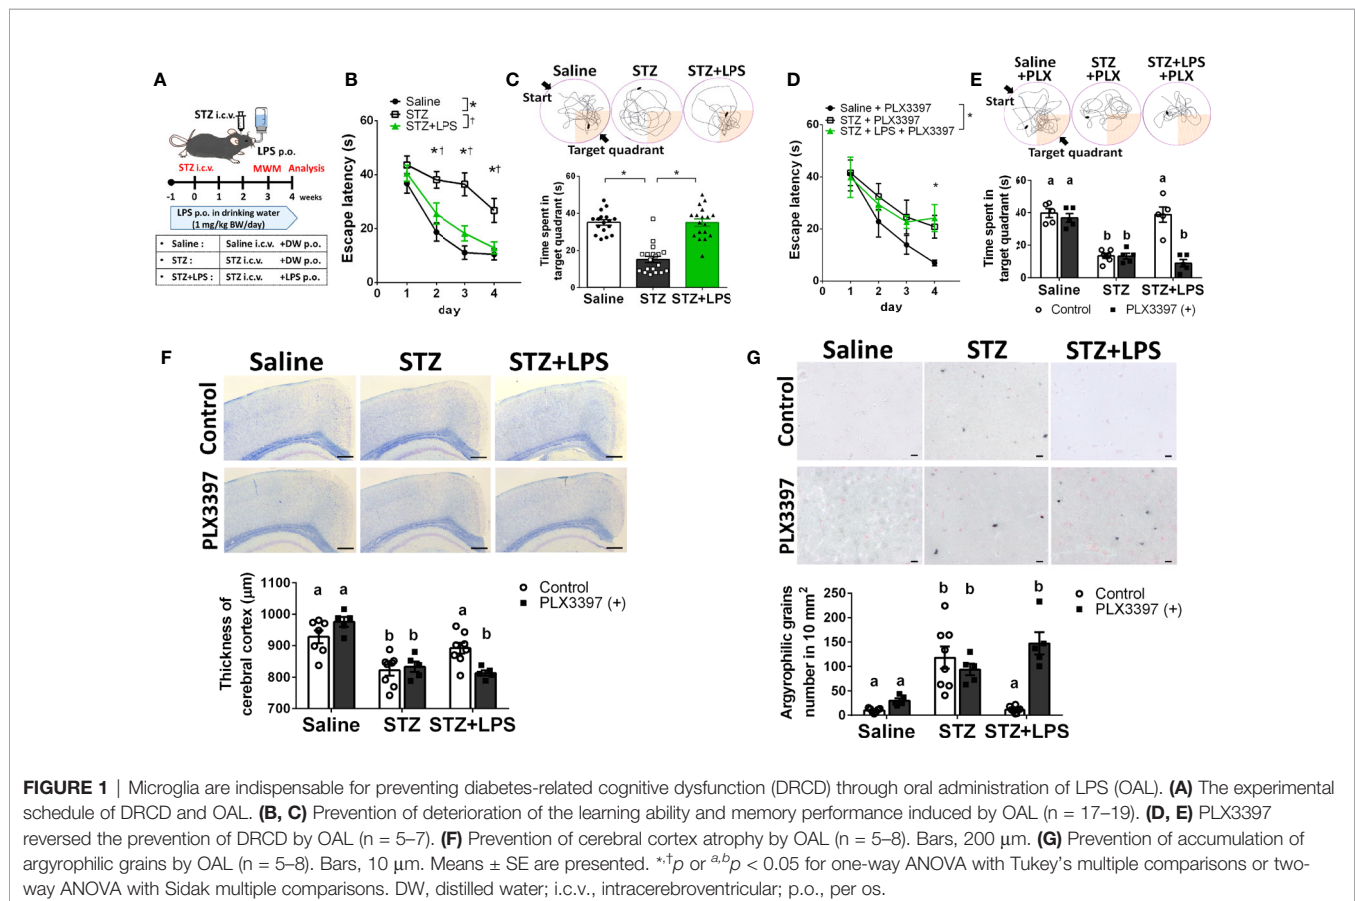 A
STZ i.c.v.
LPS p.o.
STZ i.c.v. MWM Analysis
-1 0 1 2 3 4 weeks
LPS p.o. in drinking water
(1 mg/kg BW/day)
• Saline : Saline i.c.v. +DW p.o.
• STZ : STZ i.c.v. +DW p.o.
• STZ+LPS : STZ i.c.v. +LPS p.o.
B
Saline
STZ
STZ+LPS
*
†
Escape latency (s)
60
40
20
0
*† *† *†
0 1 2 3 4
day
C
Saline STZ STZ+LPS
Start
Target quadrant
* *
Time spent in
target quadrant (s)
60
40
20
0
Saline STZ STZ+LPS
D
Saline + PLX3397
STZ + PLX3397
STZ + LPS + PLX3397
*
Escape latency (s)
60
40
20
0
*
0 1 2 3 4
day
E
Saline
+PLX
STZ
+PLX
STZ+LPS
+PLX
Start
Target quadrant
Time spent in
target quadrant (s)
60
40
20
0
a a b b a b
Saline STZ STZ+LPS
Control PLX3397 (+)
F
Saline STZ STZ+LPS
Control
PLX3397
Thickness of
cerebral cortex (μm)
1100
1000
900
800
700
a a b b a b
Control
PLX3397 (+)
Saline STZ STZ+LPS
G
Saline STZ STZ+LPS
Control
PLX3397
Argyrophilic grains
number in 10 mm2
250
200
150
100
50
0
a a b b a b
Control
PLX3397 (+)
Saline STZ STZ+LPS
FIGURE 1 | Microglia are indispensable for preventing diabetes-related cognitive dysfunction (DRCD) through oral administration of LPS (OAL). (A) The experimental
schedule of DRCD and OAL. (B, C) Prevention of deterioration of the learning ability and memory performance induced by OAL (n = 17–19). (D, E) PLX3397
reversed the prevention of DRCD by OAL (n = 5–7). (F) Prevention of cerebral cortex atrophy by OAL (n = 5–8). Bars, 200 μm. (G) Prevention of accumulation of
argyrophilic grains by OAL (n = 5–8). Bars, 10 μm. Means ± SE are presented. *,†p or a,bp < 0.05 for one-way ANOVA with Tukey's multiple comparisons or two-
way ANOVA with Sidak multiple comparisons. DW, distilled water; i.c.v., intracerebroventricular; p.o., per os.